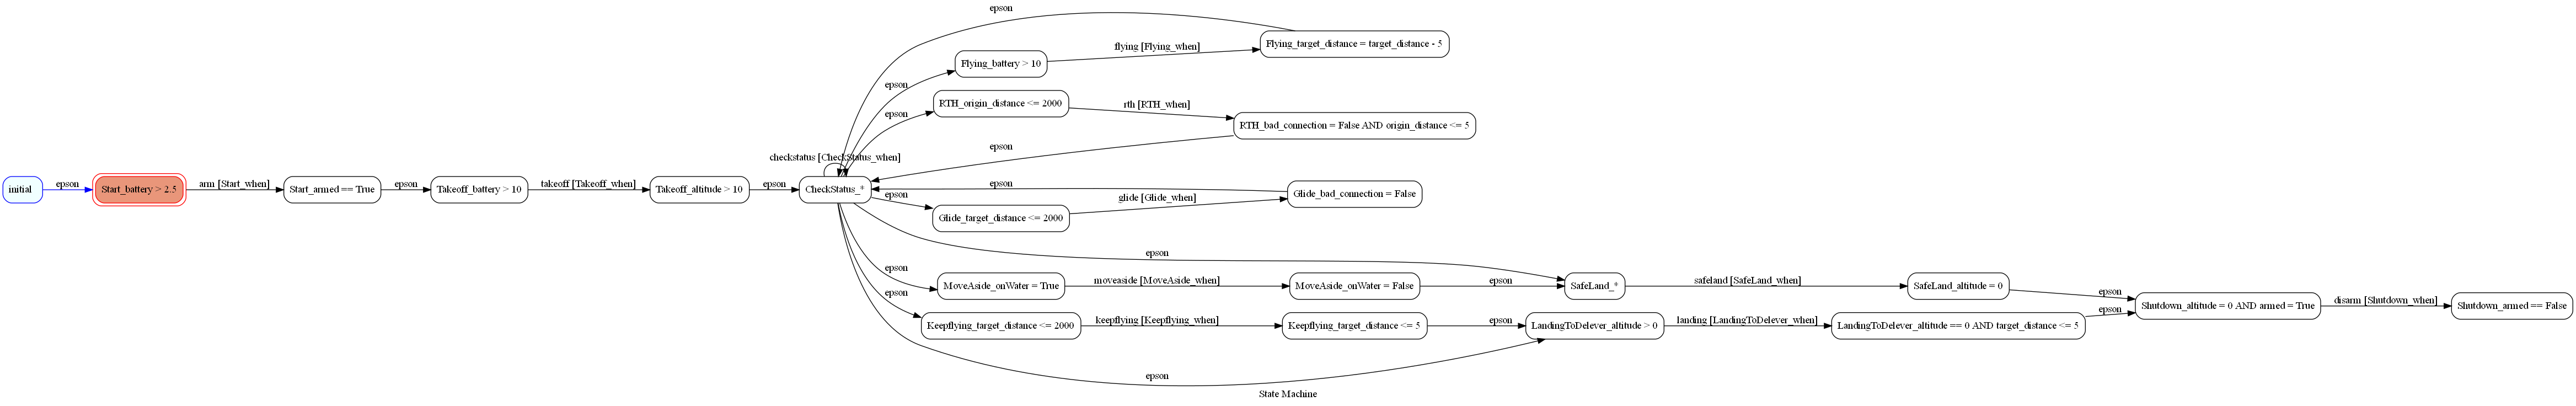 epson
Flying_target_distance = target_distance - 5
flying [Flying_when]
Flying_battery > 10
epson
RTH_origin_distance <= 2000
rth [RTH_when]
epson
RTH_bad_connection = False AND origin_distance <= 5
epson
checkstatus [CheckStatus_when]
initial
epson
Start_battery > 2.5
arm [Start_when]
Start_armed == True
epson
Takeoff_battery > 10
takeoff [Takeoff_when]
Takeoff_altitude > 10
epson
CheckStatus_*
epson
epson
Glide_target_distance <= 2000
glide [Glide_when]
Glide_bad_connection = False
epson
epson
MoveAside_onWater = True
moveaside [MoveAside_when]
MoveAside_onWater = False
epson
SafeLand_*
safeland [SafeLand_when]
SafeLand_altitude = 0
epson
epson
Keepflying_target_distance <= 2000
keepflying [Keepflying_when]
Keepflying_target_distance <= 5
epson
LandingToDelever_altitude > 0
landing [LandingToDelever_when]
LandingToDelever_altitude == 0 AND target_distance <= 5
epson
Shutdown_altitude = 0 AND armed = True
disarm [Shutdown_when]
Shutdown_armed == False
epson
State Machine